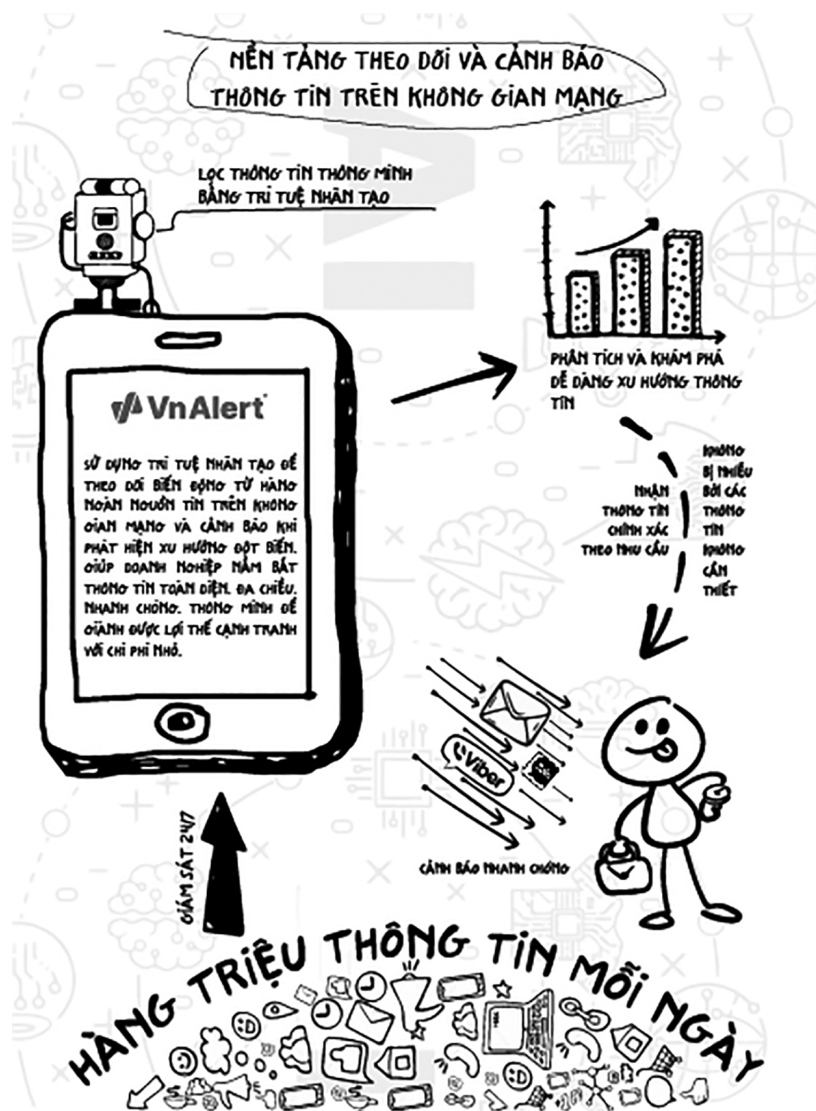 NỀN TẢNG THEO DÕI VÀ CẢNH BÁO
THÔNG TIN TRÊN KHÔNG GIAN MẠNG
LỌC THÔNG TIN THÔNG MINH
BẰNG TRÍ TUỆ NHÂN TẠO
PHÂN TÍCH VÀ KHÁM PHÁ
DỄ DÀNG XU HƯỚNG THÔNG
TIN
VnAlert
SỬ DỤNG TRÍ TUỆ NHÂN TẠO ĐỂ
THEO DÕI BIẾN ĐỘNG TỪ HÀNG
NGÀN NGUỒN TIN TRÊN KHÔNG
GIAN MẠNG VÀ CẢNH BÁO KHI
PHÁT HIỆN XU HƯỚNG ĐỘT BIẾN.
GIÚP DOANH NGHIỆP NẮM BẮT
THÔNG TIN TOÀN DIỆN, ĐA CHIỀU,
NHANH CHÓNG, THÔNG MINH ĐỂ
GIÀNH ĐƯỢC LỢI THẾ CẠNH TRANH
VỚI CHI PHÍ NHỎ.
NHẬN
THÔNG TIN
CHÍNH XÁC
THEO NHU CẦU
KHÔNG
BỊ NHIỄU
BỞI CÁC
THÔNG
TIN
KHÔNG
CẦN
THIẾT
Viber
CẢNH BÁO NHANH CHÓNG
GIÁM SÁT 24/7
HÀNG TRIỆU THÔNG TIN MỖI NGÀY
AI